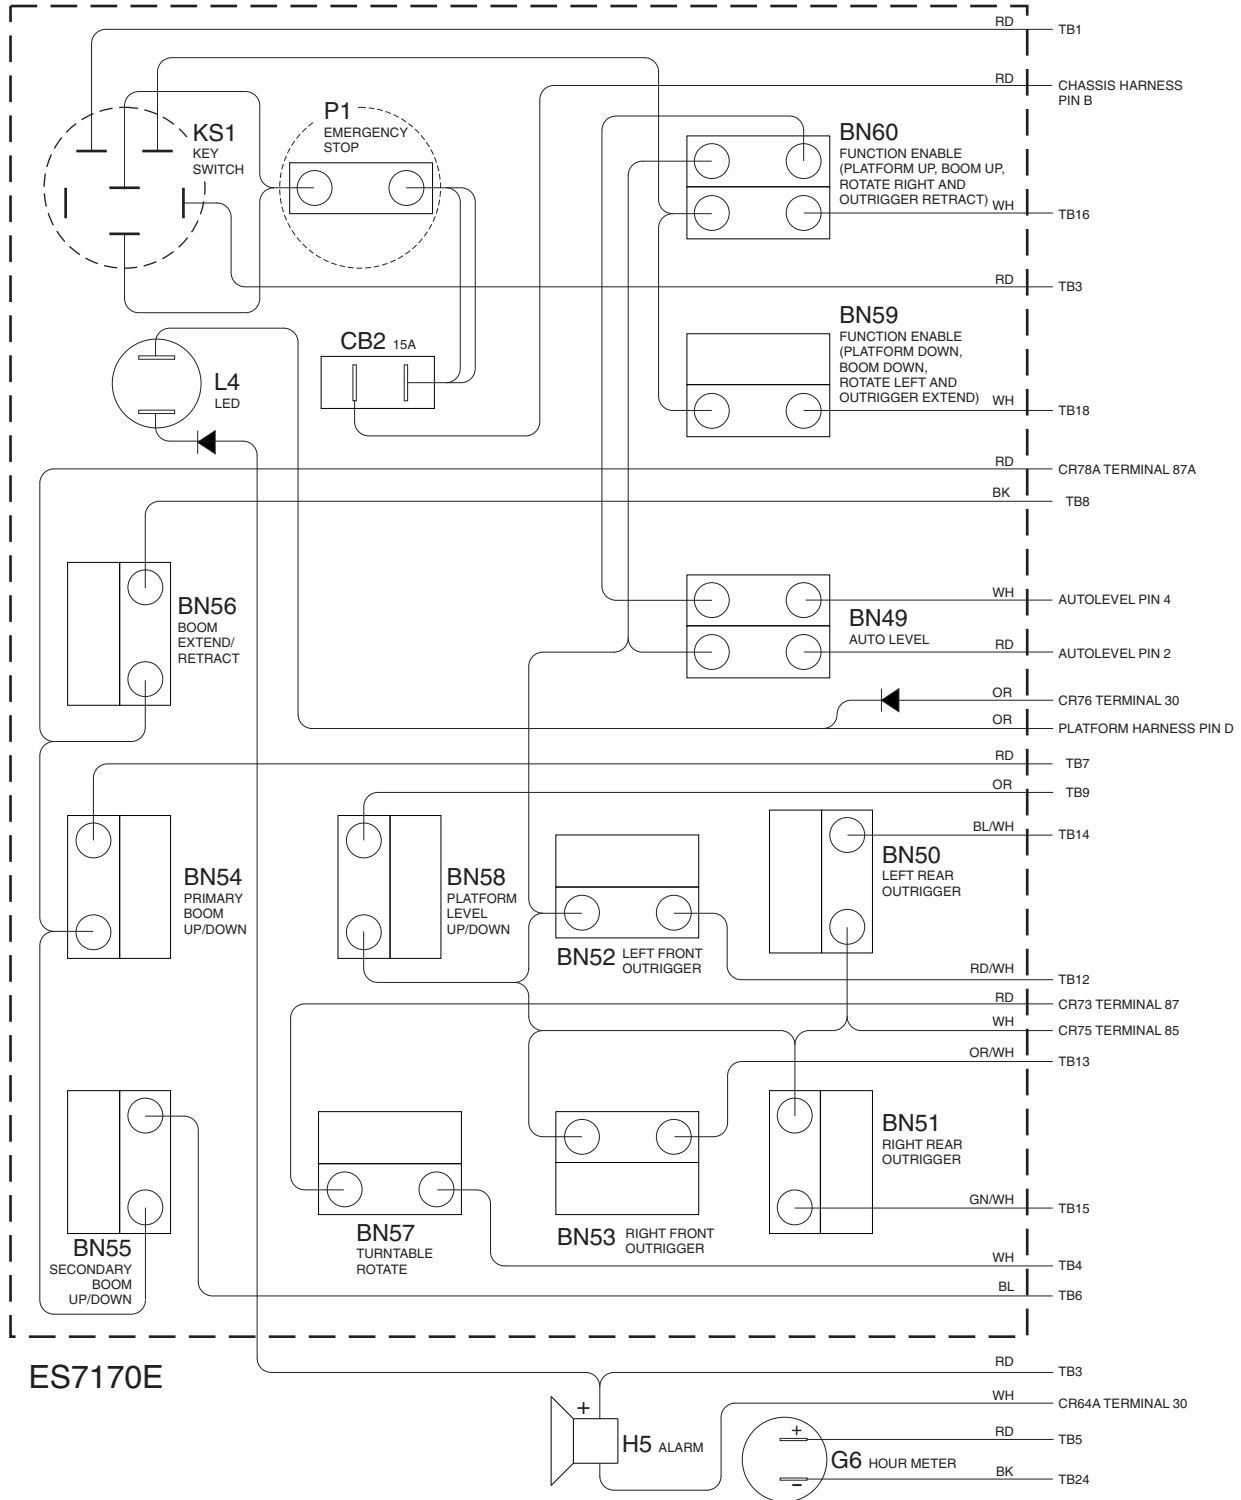 RD TB1
RD CHASSIS HARNESS
PIN B
KS1
KEY
SWITCH
P1
EMERGENCY
STOP
BN60
FUNCTION ENABLE
(PLATFORM UP, BOOM UP,
ROTATE RIGHT AND
OUTRIGGER RETRACT)
WH TB16
RD TB3
BN59
FUNCTION ENABLE
(PLATFORM DOWN,
BOOM DOWN,
ROTATE LEFT AND
OUTRIGGER EXTEND)
WH TB18
CB2 15A
L4
LED
RD CR78A TERMINAL 87A
BK TB8
BN56
BOOM
EXTEND/
RETRACT
WH AUTOLEVEL PIN 4
BN49
AUTO LEVEL
RD AUTOLEVEL PIN 2
OR CR76 TERMINAL 30
OR PLATFORM HARNESS PIN D
RD TB7
OR TB9
BL/WH TB14
BN54
PRIMARY
BOOM
UP/DOWN
BN58
PLATFORM
LEVEL
UP/DOWN
BN50
LEFT REAR
OUTRIGGER
BN52 LEFT FRONT
OUTRIGGER
RD/WH TB12
RD CR73 TERMINAL 87
WH CR75 TERMINAL 85
OR/WH TB13
BN51
RIGHT REAR
OUTRIGGER
GN/WH TB15
BN55
SECONDARY
BOOM
UP/DOWN
BN57
TURNTABLE
ROTATE
BN53 RIGHT FRONT
OUTRIGGER
WH TB4
BL TB6
ES7170E
RD TB3
WH CR64A TERMINAL 30
+
H5 ALARM
RD TB5
+
G6 HOUR METER
−
BK TB24